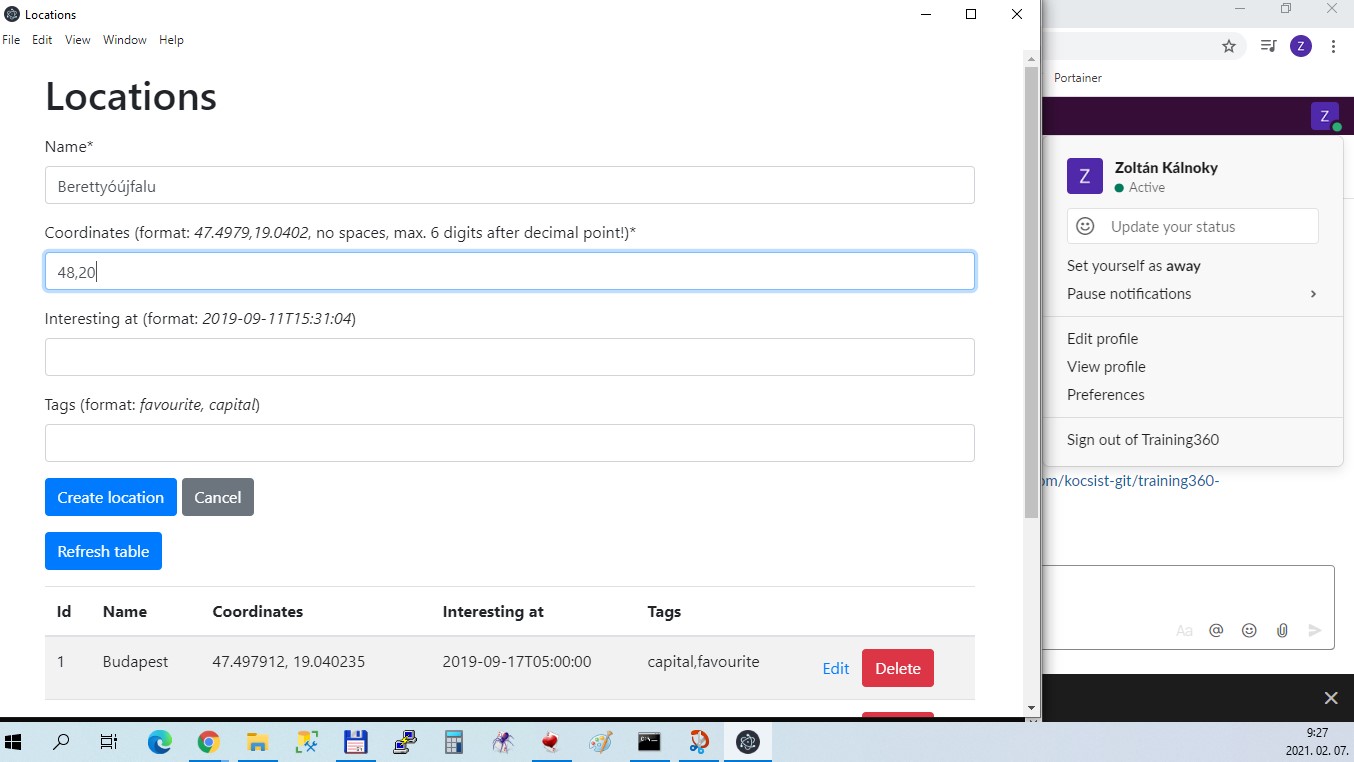 Locations
File Edit View Window Help
Locations
Name*
Berettyóújfalu
Coordinates (format: 47.4979,19.0402, no spaces, max. 6 digits after decimal point!)*
48,20
Interesting at (format: 2019-09-11T15:31:04)
Tags (format: favourite, capital)
Create location Cancel
Refresh table
Id Name Coordinates Interesting at Tags
1 Budapest 47.497912, 19.040235 2019-09-17T05:00:00 capital,favourite Edit Delete
Z
Portainer
Z
Z
Zoltán Kálnoky
Active
Update your status
Set yourself as away
Pause notifications
Edit profile
View profile
Preferences
Sign out of Training360
om/kocsist-git/training360-
Aa @
9:27
2021. 02. 07.